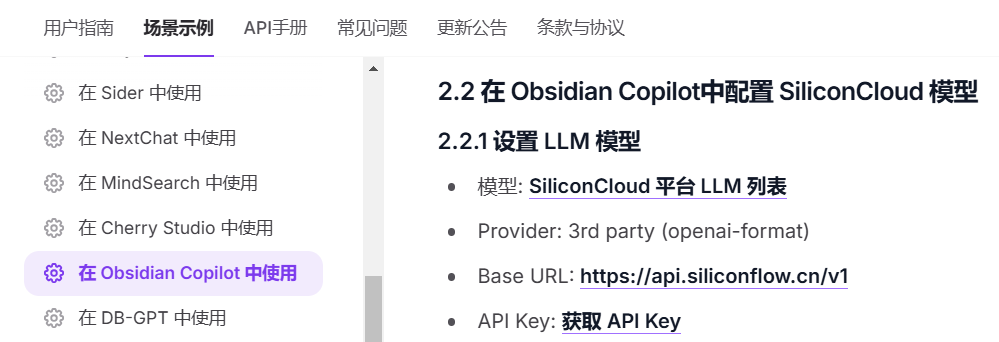 用户指南 场景示例 API手册 常见问题 更新公告 条款与协议
在 Sider 中使用
在 NextChat 中使用
在 MindSearch 中使用
在 Cherry Studio 中使用
在 Obsidian Copilot 中使用
在 DB-GPT 中使用
2.2 在 Obsidian Copilot中配置 SiliconCloud 模型
2.2.1 设置 LLM 模型
模型: SiliconCloud 平台 LLM 列表
Provider: 3rd party (openai-format)
Base URL: https://api.siliconflow.cn/v1
API Key: 获取 API Key